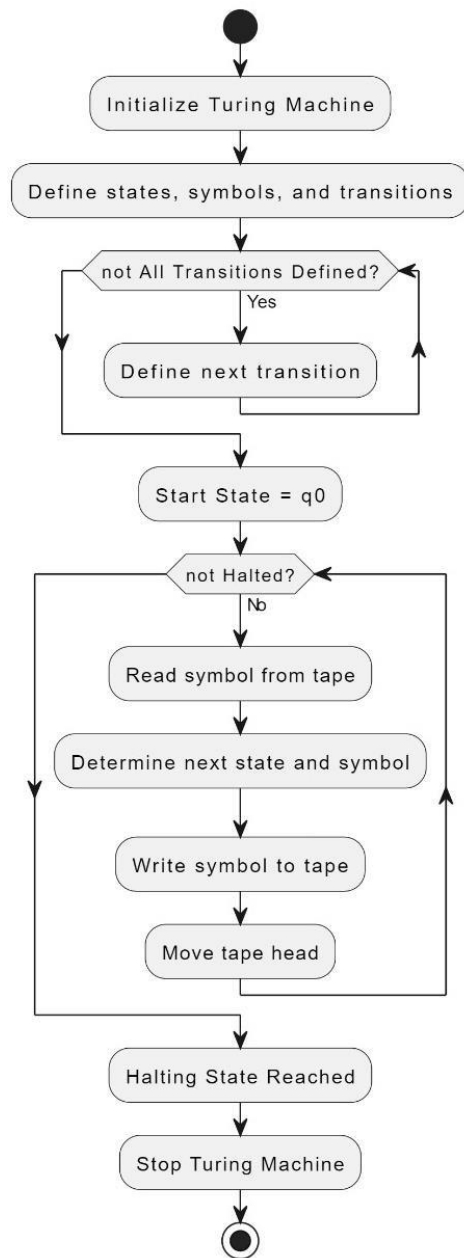 Initialize Turing Machine
Define states, symbols, and transitions
not All Transitions Defined?
Yes
Define next transition
Start State = q0
not Halted?
No
Read symbol from tape
Determine next state and symbol
Write symbol to tape
Move tape head
Halting State Reached
Stop Turing Machine